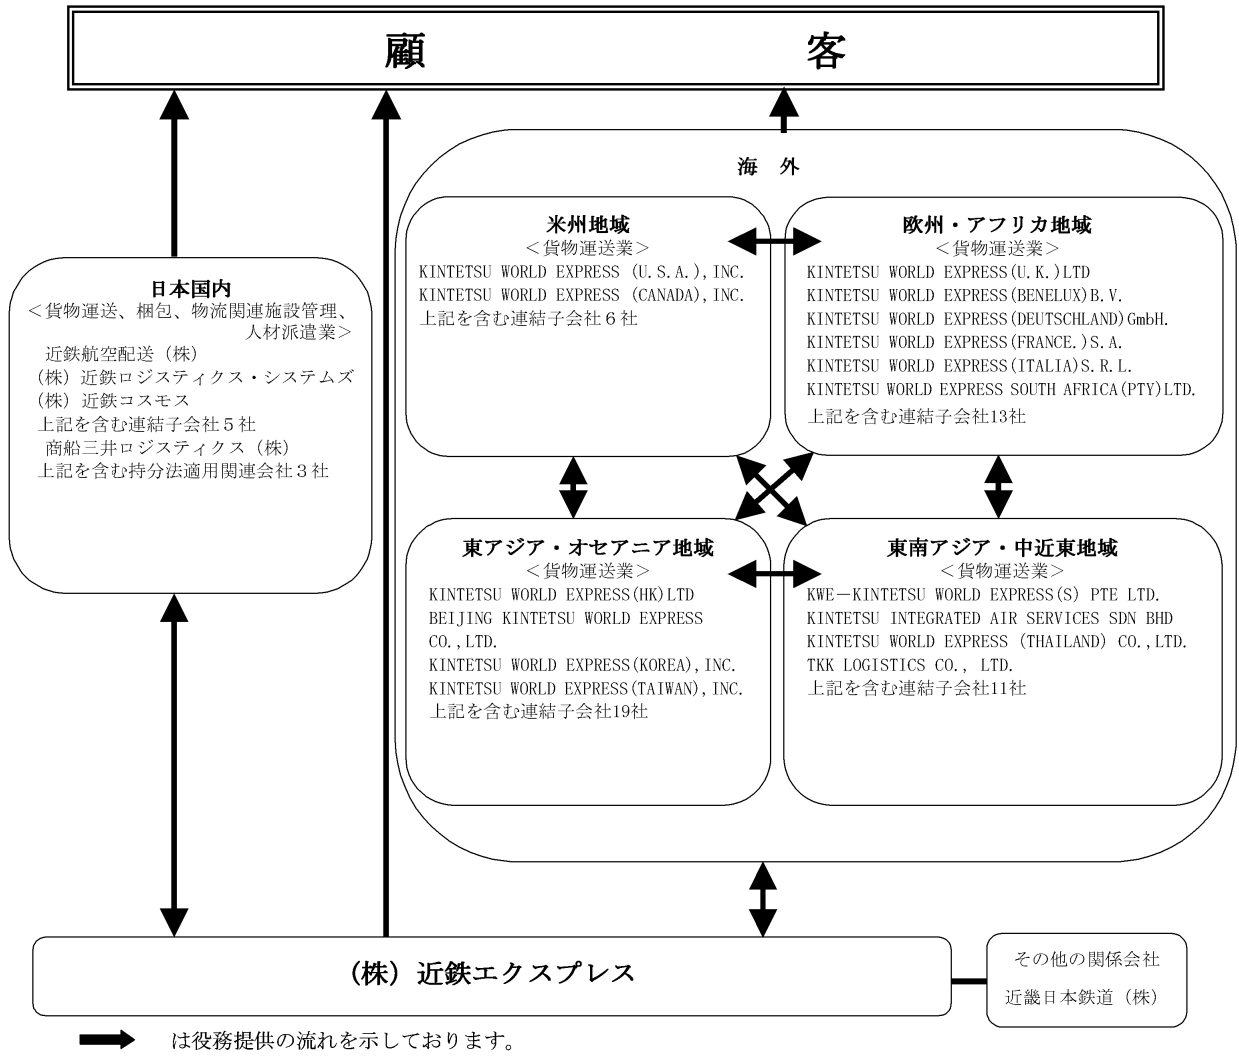 顧　客
海　外
日本国内
＜貨物運送、梱包、物流関連施設管理、
人材派遣業＞
近鉄航空配送（株）
（株）近鉄ロジスティクス・システムズ
（株）近鉄コスモス
上記を含む連結子会社５社
商船三井ロジスティクス（株）
上記を含む持分法適用関連会社３社
米州地域
＜貨物運送業＞
KINTETSU WORLD EXPRESS (U.S.A.),INC.
KINTETSU WORLD EXPRESS (CANADA),INC.
上記を含む連結子会社６社
欧州・アフリカ地域
＜貨物運送業＞
KINTETSU WORLD EXPRESS(U.K.)LTD
KINTETSU WORLD EXPRESS(BENELUX)B.V.
KINTETSU WORLD EXPRESS(DEUTSCHLAND)GmbH.
KINTETSU WORLD EXPRESS(FRANCE.)S.A.
KINTETSU WORLD EXPRESS(ITALIA)S.R.L.
KINTETSU WORLD EXPRESS SOUTH AFRICA(PTY)LTD.
上記を含む連結子会社13社
東アジア・オセアニア地域
＜貨物運送業＞
KINTETSU WORLD EXPRESS(HK)LTD
BEIJING KINTETSU WORLD EXPRESS
CO.,LTD.
KINTETSU WORLD EXPRESS(KOREA),INC.
KINTETSU WORLD EXPRESS(TAIWAN),INC.
上記を含む連結子会社19社
東南アジア・中近東地域
＜貨物運送業＞
KWE－KINTETSU WORLD EXPRESS(S) PTE LTD.
KINTETSU INTEGRATED AIR SERVICES SDN BHD
KINTETSU WORLD EXPRESS (THAILAND) CO.,LTD.
TKK LOGISTICS CO., LTD.
上記を含む連結子会社11社
（株）近鉄エクスプレス
その他の関係会社
近畿日本鉄道（株）
は役務提供の流れを示しております。